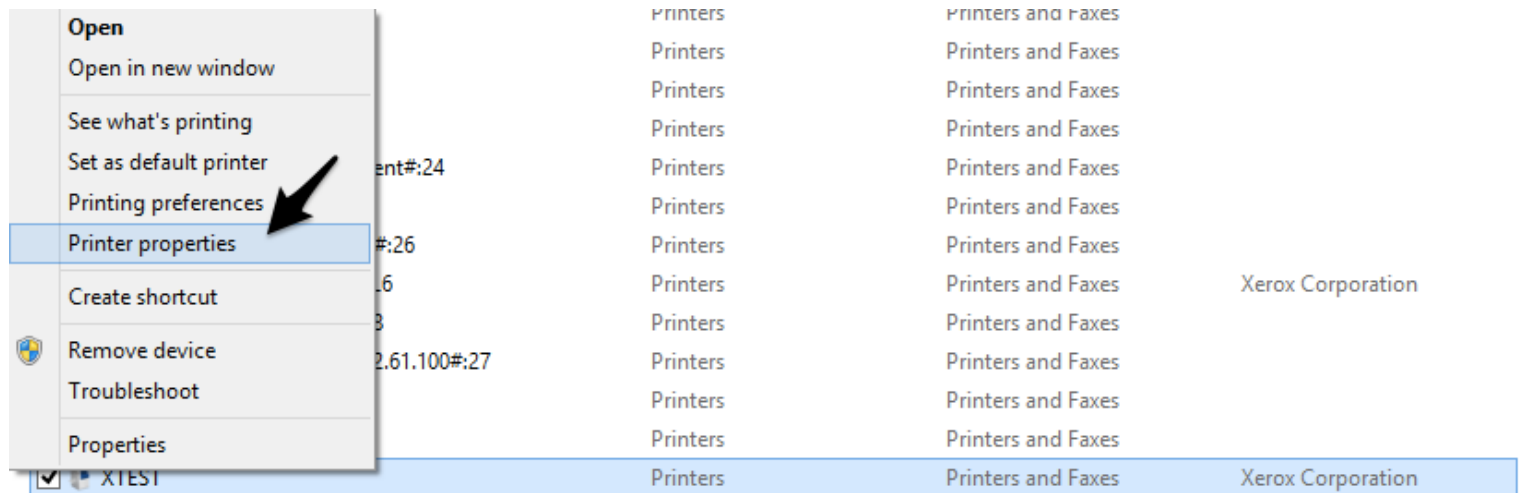 Printers Printers and Faxes
Open
Printers Printers and Faxes
Open in new window
Printers Printers and Faxes
See what's printing
Printers Printers and Faxes
Set as default printer
ent#:24 Printers Printers and Faxes
Printing preferences
Printers Printers and Faxes
Printer properties
#:26 Printers Printers and Faxes
Create shortcut
6 Printers Printers and Faxes Xerox Corporation
Printers Printers and Faxes
Remove device
2.61.100#:27 Printers Printers and Faxes
Troubleshoot
Printers Printers and Faxes
Properties
Printers Printers and Faxes
XTEST Printers Printers and Faxes Xerox Corporation